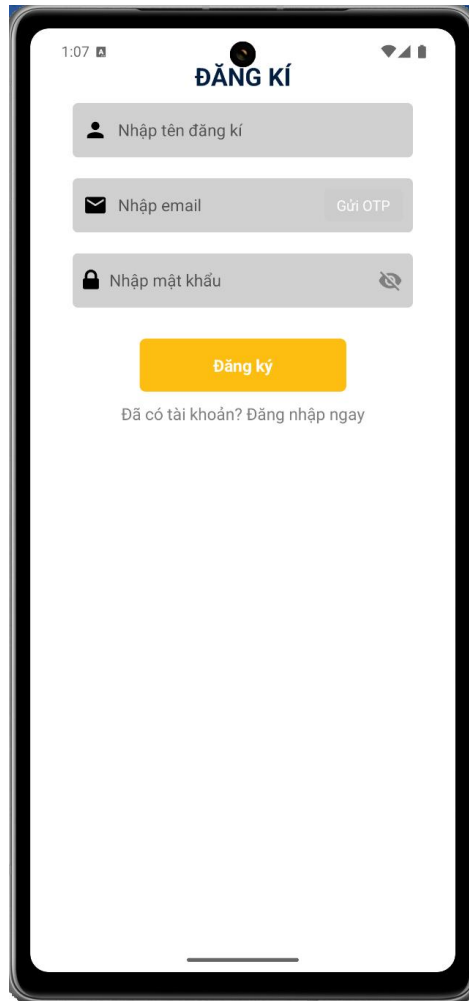 1:07
ĐĂNG KÍ
Nhập tên đăng kí
Nhập email
Gửi OTP
Nhập mật khẩu
Đăng ký
Đã có tài khoản? Đăng nhập ngay